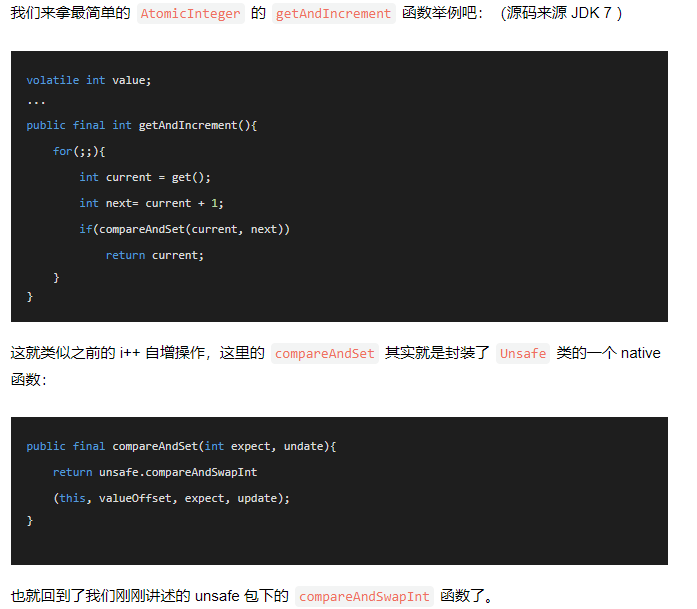 我们来拿最简单的 AtomicInteger 的 getAndIncrement 函数举例吧：（源码来源 JDK 7 ）
volatile int value;
...
public final int getAndIncrement(){
    for(;;){
        int current = get();
        int next= current + 1;
        if(compareAndSet(current, next))
            return current;
    }
}
这就类似之前的 i++ 自增操作，这里的 compareAndSet 其实就是封装了 Unsafe 类的一个 native
函数：
public final compareAndSet(int expect, undate){
    return unsafe.compareAndSwapInt
    (this, valueOffset, expect, update);
}
也就回到了我们刚刚讲述的 unsafe 包下的 compareAndSwapInt 函数了。